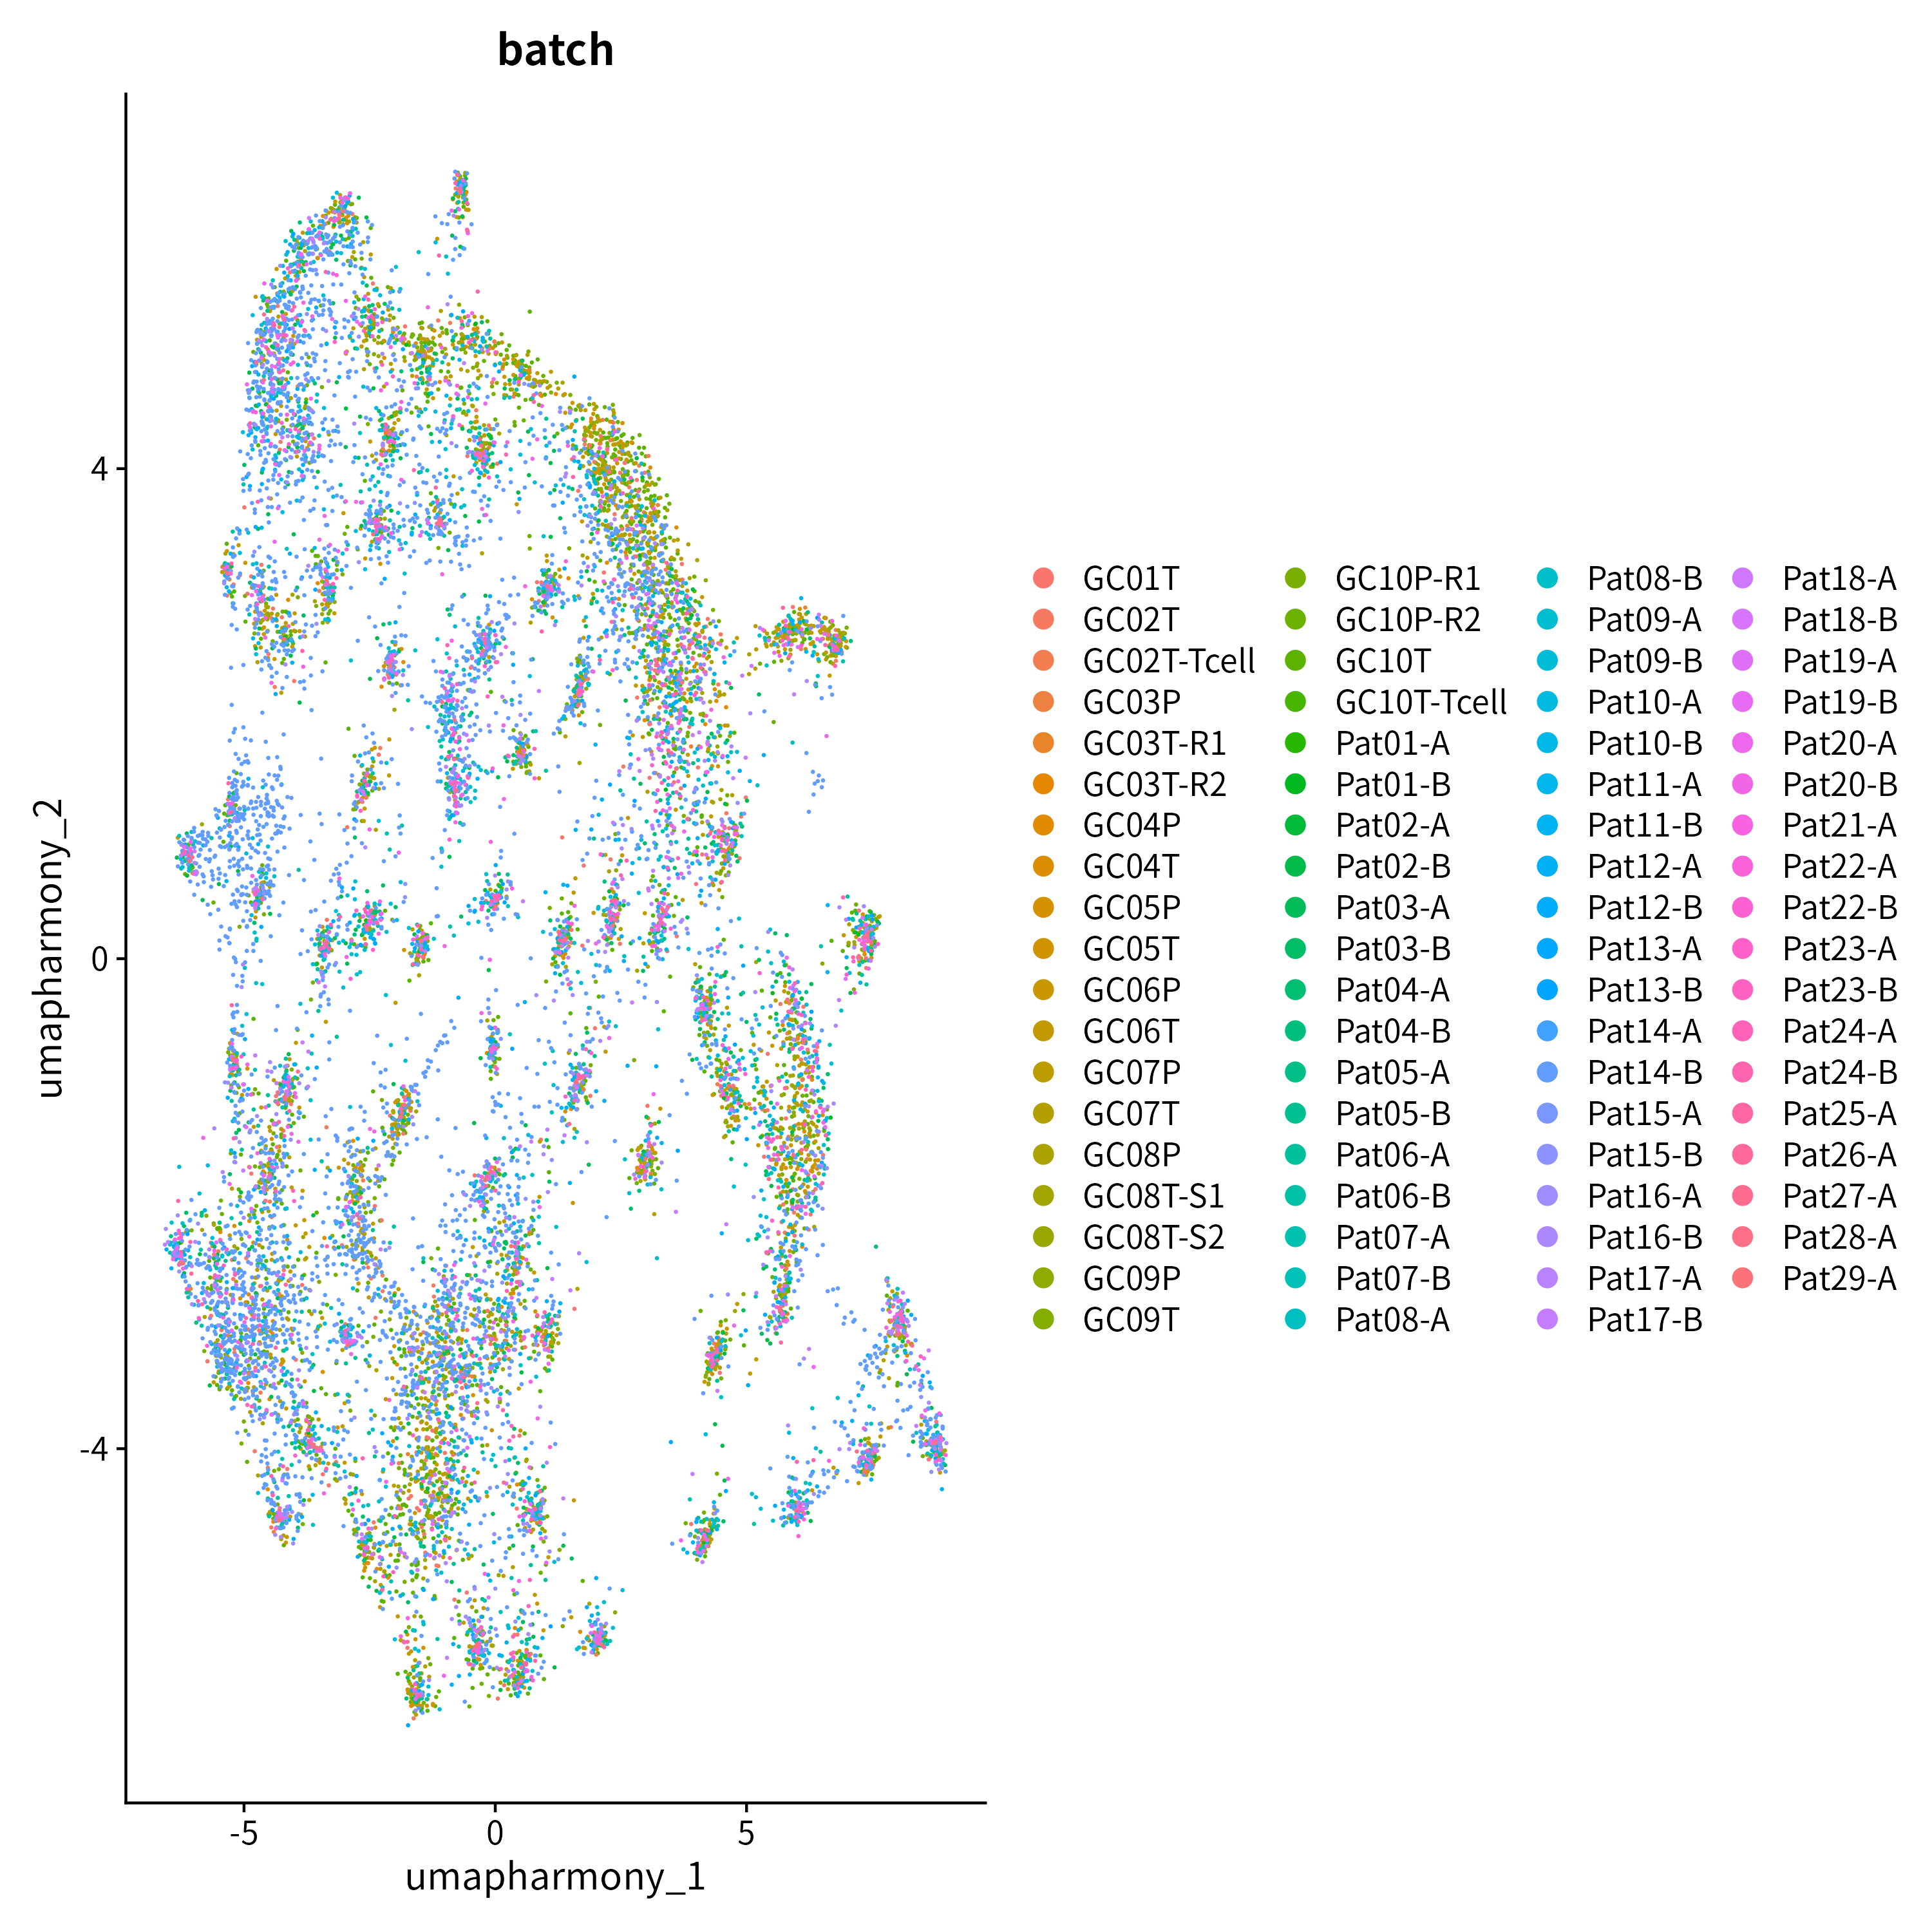 batch
umapharmony_2
4
0
-4
-5
0
5
umapharmony_1
GC01T
GC02T
GC02T-Tcell
GC03P
GC03T-R1
GC03T-R2
GC04P
GC04T
GC05P
GC05T
GC06P
GC06T
GC07P
GC07T
GC08P
GC08T-S1
GC08T-S2
GC09P
GC09T
GC10P-R1
GC10P-R2
GC10T
GC10T-Tcell
Pat01-A
Pat01-B
Pat02-A
Pat02-B
Pat03-A
Pat03-B
Pat04-A
Pat04-B
Pat05-A
Pat05-B
Pat06-A
Pat06-B
Pat07-A
Pat07-B
Pat08-A
Pat08-B
Pat09-A
Pat09-B
Pat10-A
Pat10-B
Pat11-A
Pat11-B
Pat12-A
Pat12-B
Pat13-A
Pat13-B
Pat14-A
Pat14-B
Pat15-A
Pat15-B
Pat16-A
Pat16-B
Pat17-A
Pat17-B
Pat18-A
Pat18-B
Pat19-A
Pat19-B
Pat20-A
Pat20-B
Pat21-A
Pat22-A
Pat22-B
Pat23-A
Pat23-B
Pat24-A
Pat24-B
Pat25-A
Pat26-A
Pat27-A
Pat28-A
Pat29-A